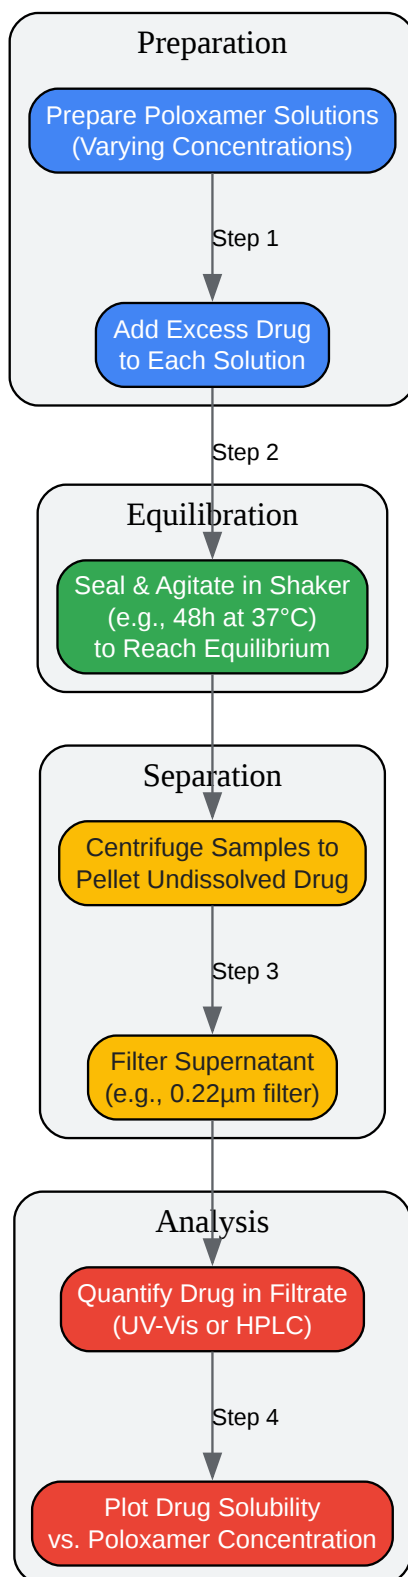 Preparation
Prepare Poloxamer Solutions
(Varying Concentrations)
Step 1
Add Excess Drug
to Each Solution
Step 2
Equilibration
Seal & Agitate in Shaker
(e.g., 48h at 37°C)
to Reach Equilibrium
Separation
Centrifuge Samples to
Pellet Undissolved Drug
Step 3
Filter Supernatant
(e.g., 0.22µm filter)
Analysis
Quantify Drug in Filtrate
(UV-Vis or HPLC)
Step 4
Plot Drug Solubility
vs. Poloxamer Concentration